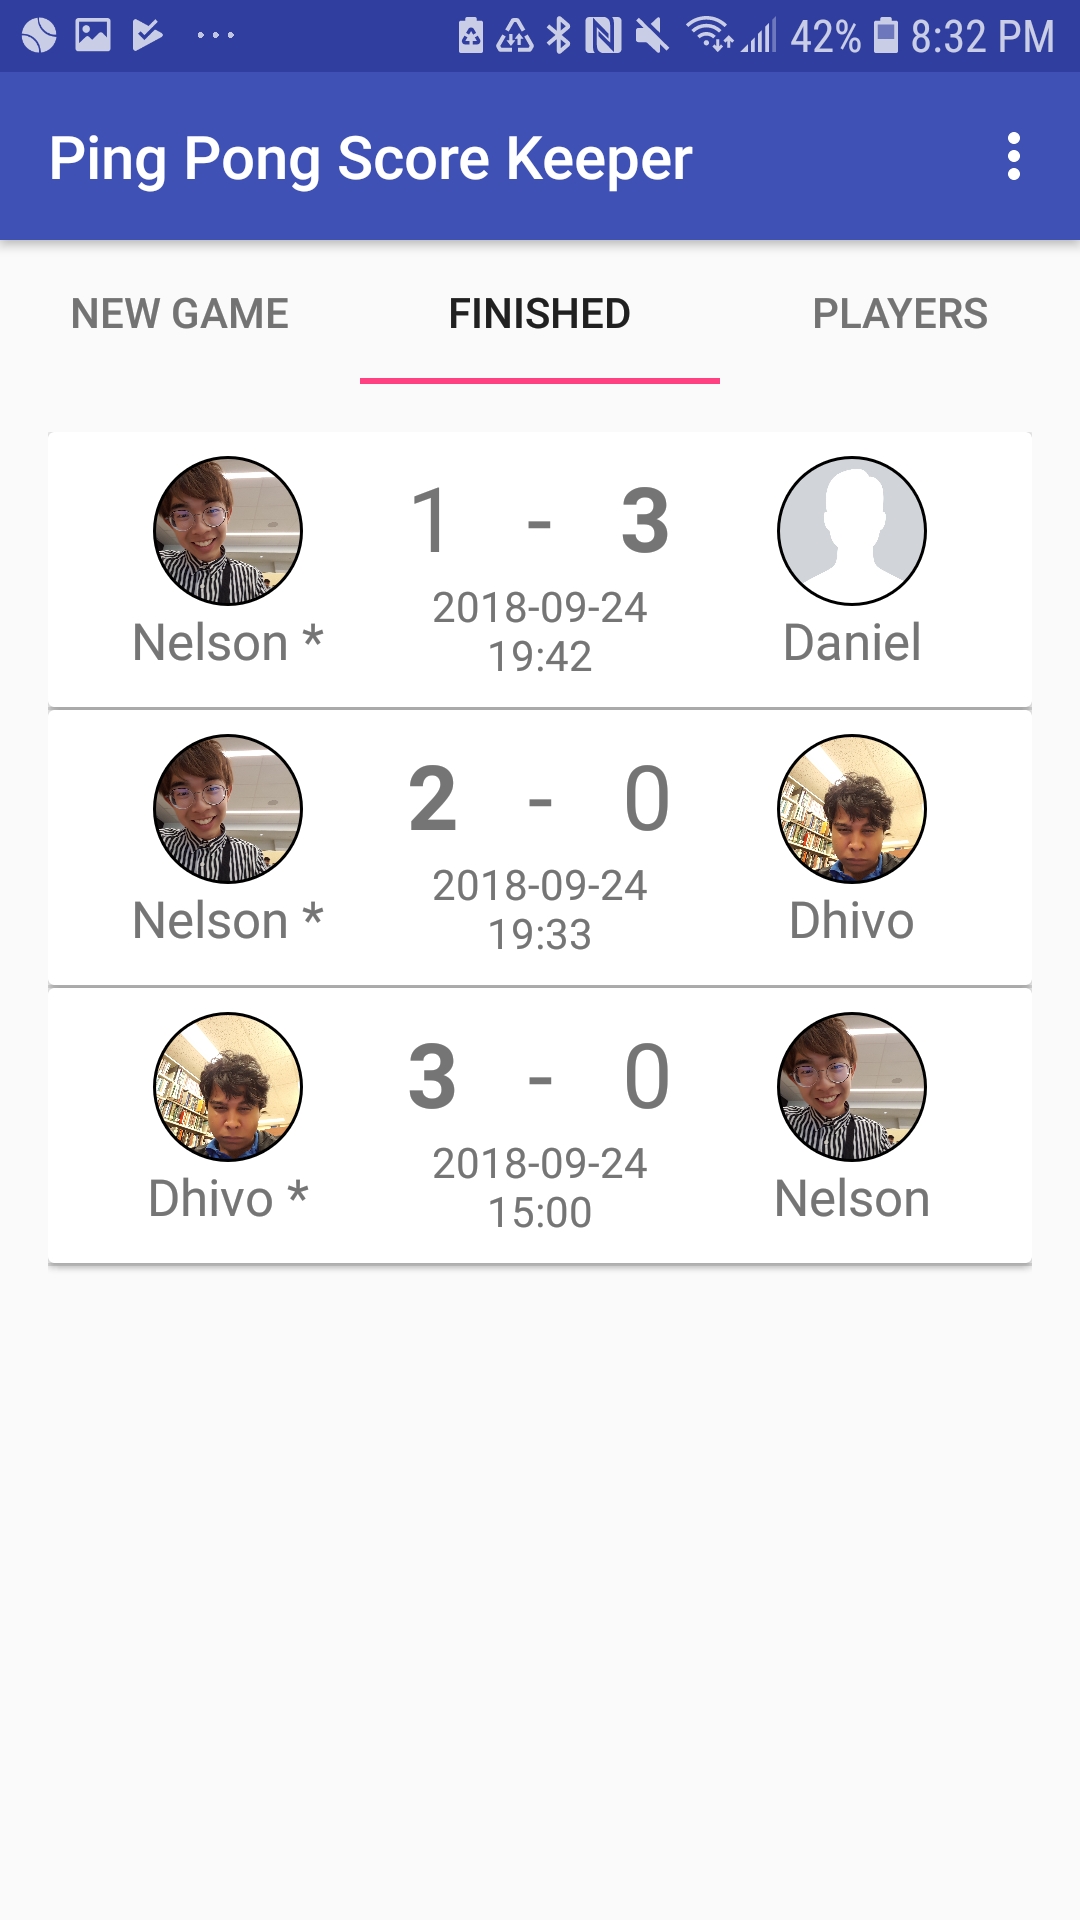 42% 8:32 PM
Ping Pong Score Keeper
NEW GAME FINISHED PLAYERS
1 - 3
2018-09-24
19:42
Nelson * Daniel
2 - 0
2018-09-24
19:33
Nelson * Dhivo
3 - 0
2018-09-24
15:00
Dhivo * Nelson